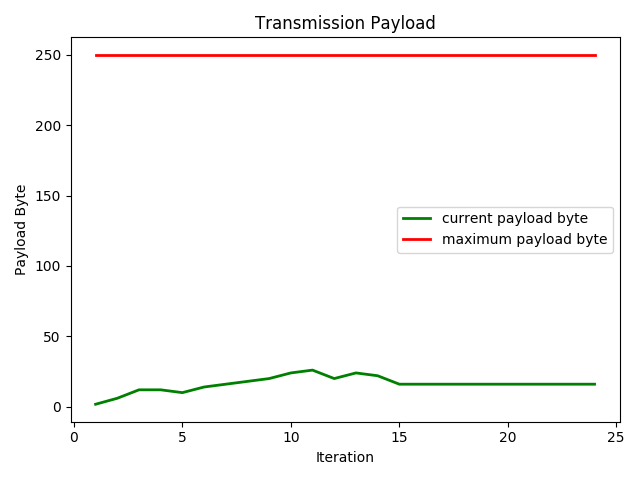 Transmission Payload
250
200
150
100
50
0
Payload Byte
current payload byte
maximum payload byte
0 5 10 15 20 25
Iteration